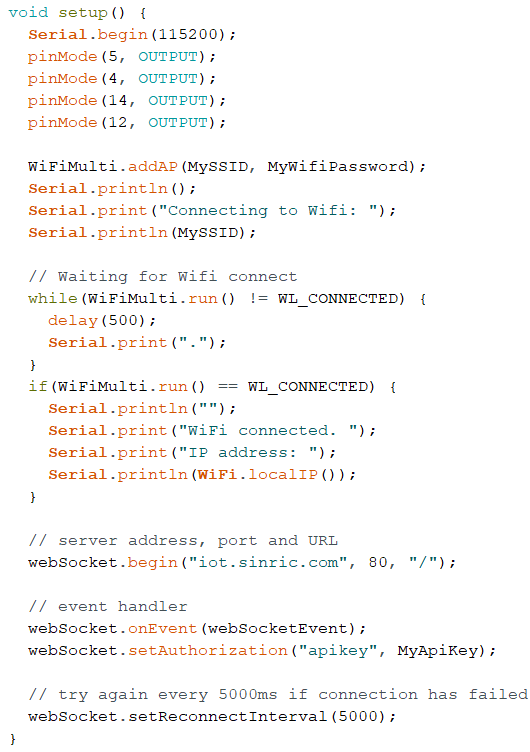 void setup() {
  Serial.begin(115200);
  pinMode(5, OUTPUT);
  pinMode(4, OUTPUT);
  pinMode(14, OUTPUT);
  pinMode(12, OUTPUT);

  WiFiMulti.addAP(MySSID, MyWifiPassword);
  Serial.println();
  Serial.print("Connecting to Wifi: ");
  Serial.println(MySSID);

  // Waiting for Wifi connect
  while(WiFiMulti.run() != WL_CONNECTED) {
    delay(500);
    Serial.print(".");
  }
  if(WiFiMulti.run() == WL_CONNECTED) {
    Serial.println("");
    Serial.print("WiFi connected. ");
    Serial.print("IP address: ");
    Serial.println(WiFi.localIP());
  }

  // server address, port and URL
  webSocket.begin("iot.sinric.com", 80, "/");

  // event handler
  webSocket.onEvent(webSocketEvent);
  webSocket.setAuthorization("apikey", MyApiKey);

  // try again every 5000ms if connection has failed
  webSocket.setReconnectInterval(5000);
}